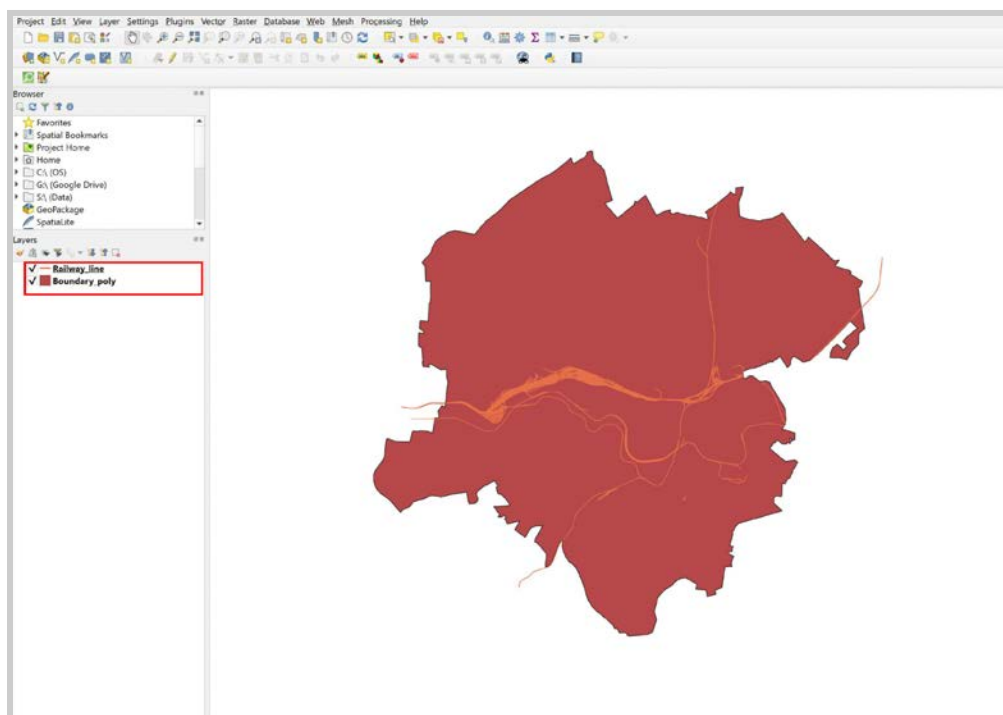 Project Edit View Layer Settings Plugins Vector Raster Database Web Mesh Processing Help
Browser
Favorites
Spatial Bookmarks
Project Home
Home
C:\ (OS)
G:\ (Google Drive)
S:\ (Data)
GeoPackage
SpatiaLite
Layers
Railway_line
Boundary_poly